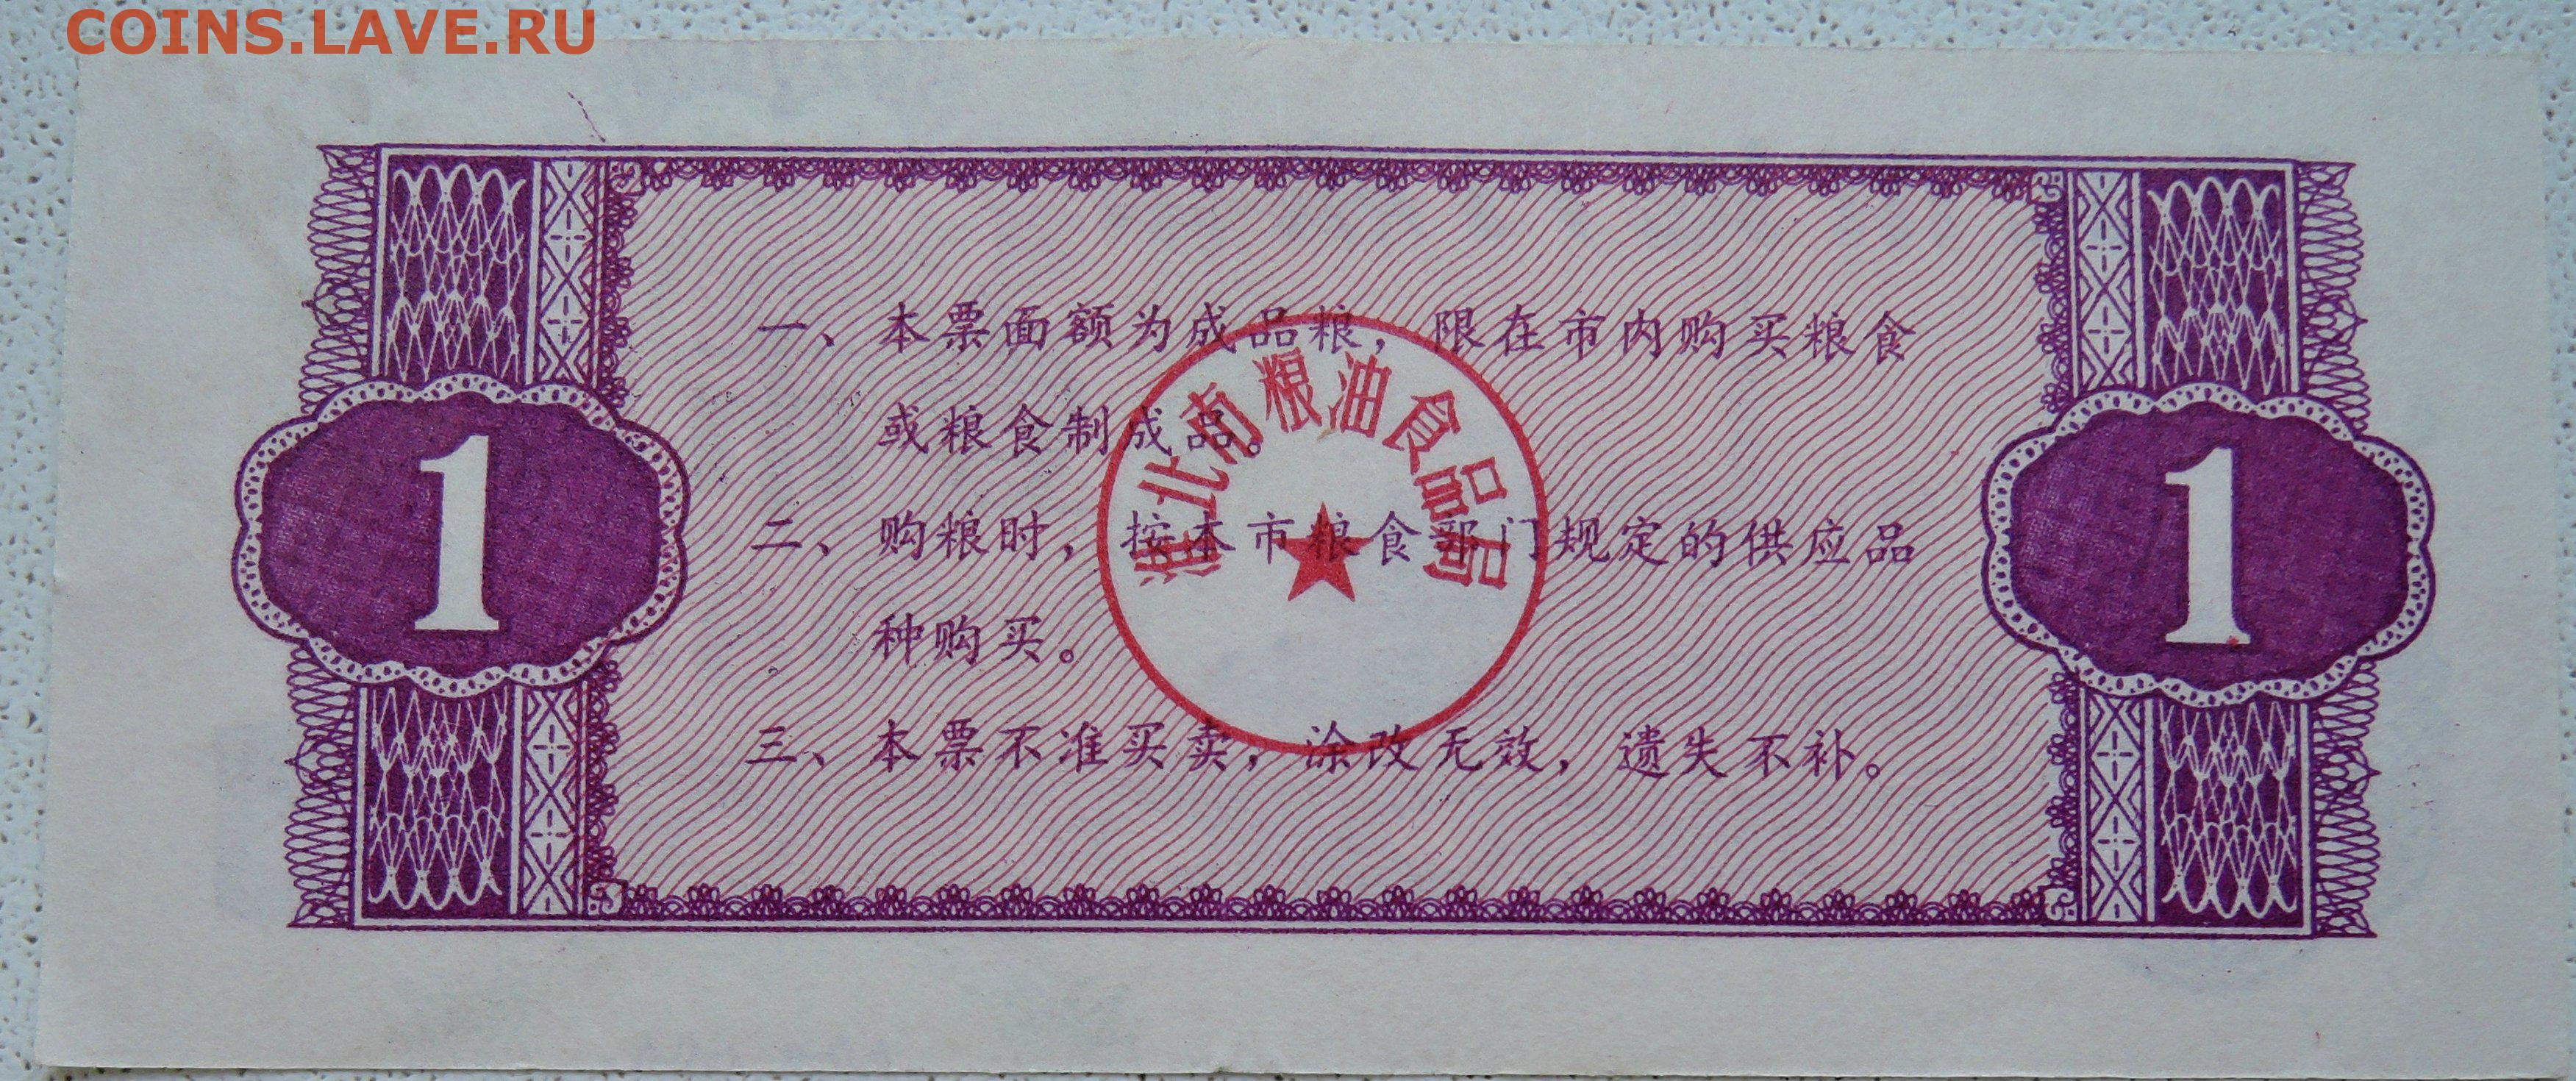 COINS.LAVE.RU
一、本票面额为成品粮，限在市内购买粮食
或粮食制成品。
二、购粮时，按本市粮食部门规定的供应品
种购买。
三、本票不准买卖，涂改无效，遗失不补。
淮北市粮油食品局
1
1